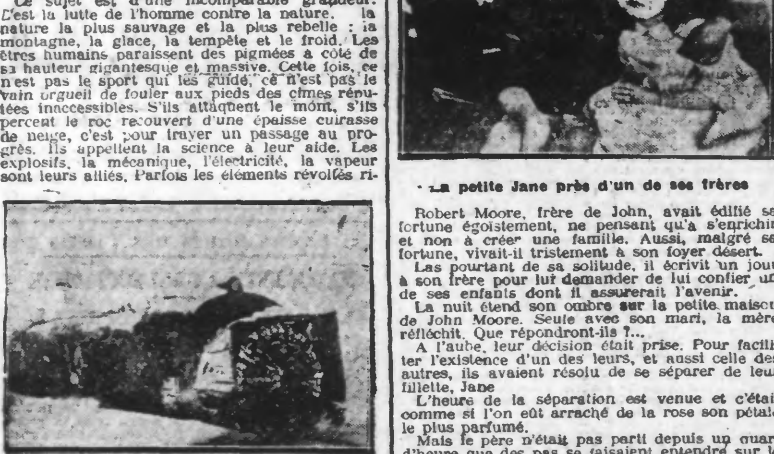 Ce sujet est d'une incomparable grandeur.
C'est la lutte de l'homme contre la nature, la
nature la plus sauvage et la plus rebelle : la
montagne, la glace, la tempête et le froid. Les
êtres humains paraissent des pigmées à côté de
sa hauteur gigantesque et massive. Cette fois, ce
n'est pas le sport qui les guide, ce n'est pas le
vain orgueil de fouler aux pieds des cimes répu-
tées inaccessibles. S'ils attaquent le mont, s'ils
percent le roc recouvert d'une épaisse cuirasse
de neige, c'est pour frayer un passage au pro-
grès. Ils appellent la science à leur aide. Les
explosifs, la mécanique, l'électricité, la vapeur
sont leurs alliés. Parfois les éléments révoltés ri-
La petite Jane près d'un de ses frères
Robert Moore, frère de John, avait édifié sa
fortune égoïstement, ne pensant qu'à s'enrichir
et non à créer une famille. Aussi, malgré sa
fortune, vivait-il tristement à son foyer désert.
Las pourtant de sa solitude, il écrivit un jour
à son frère pour lui demander de lui confier un
de ses enfants dont il assurerait l'avenir.
La nuit étend son ombre sur la petite maison
de John Moore. Seule avec son mari, la mère
réfléchit. Que répondront-ils ?...
A l'aube, leur décision était prise. Pour facili-
ter l'existence d'un des leurs, et aussi celle des
autres, ils avaient résolu de se séparer de leur
fillette, Jane
L'heure de la séparation est venue et c'était
comme si l'on eût arraché de la rose son pétale
le plus parfumé.
Mais le père n'était pas parti depuis un quart
d'heure que des pas se faisaient entendre sur